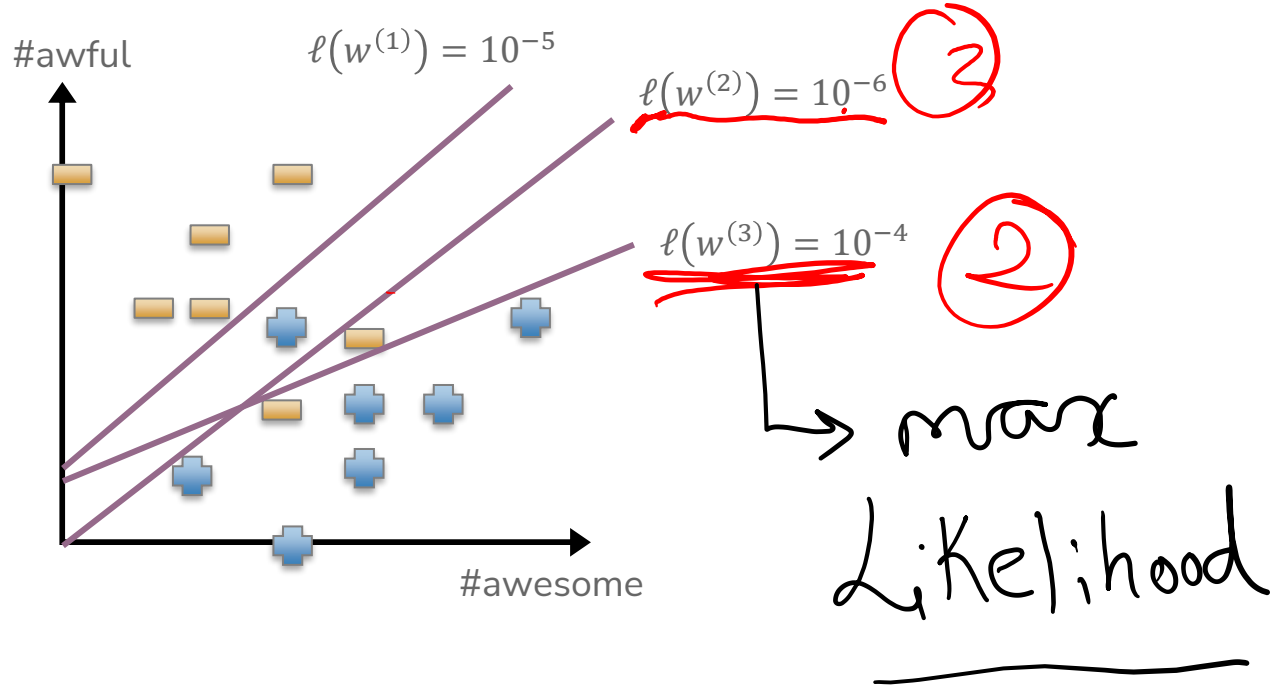 #awful
ℓ(w⁽¹⁾) = 10⁻⁵
ℓ(w⁽²⁾) = 10⁻⁶
3
ℓ(w⁽³⁾) = 10⁻⁴
2
max
Likelihood
#awesome